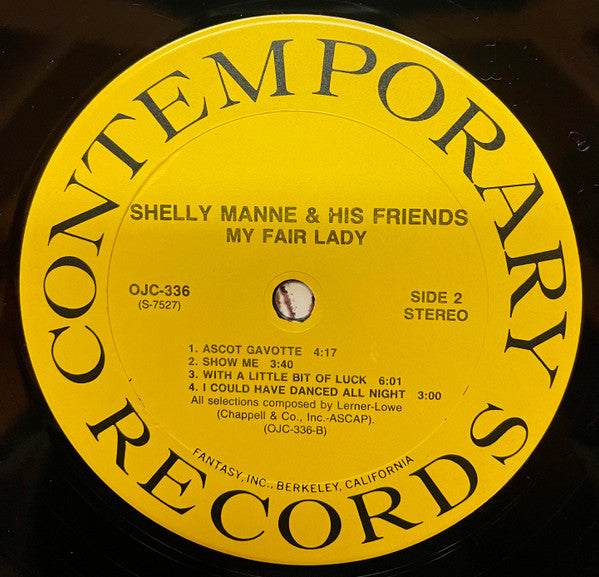 CONTEMPORARY RECORDS
SHELLY MANNE & HIS FRIENDS
MY FAIR LADY
OJC-336
(S-7527)
SIDE 2
STEREO
1. ASCOT GAVOTTE 4:17
2. SHOW ME 3:40
3. WITH A LITTLE BIT OF LUCK 6:01
4. I COULD HAVE DANCED ALL NIGHT 3:00
All selections composed by Lerner-Lowe
(Chappell & Co., Inc.-ASCAP).
(OJC-336-B)
FANTASY, INC., BERKELEY, CALIFORNIA